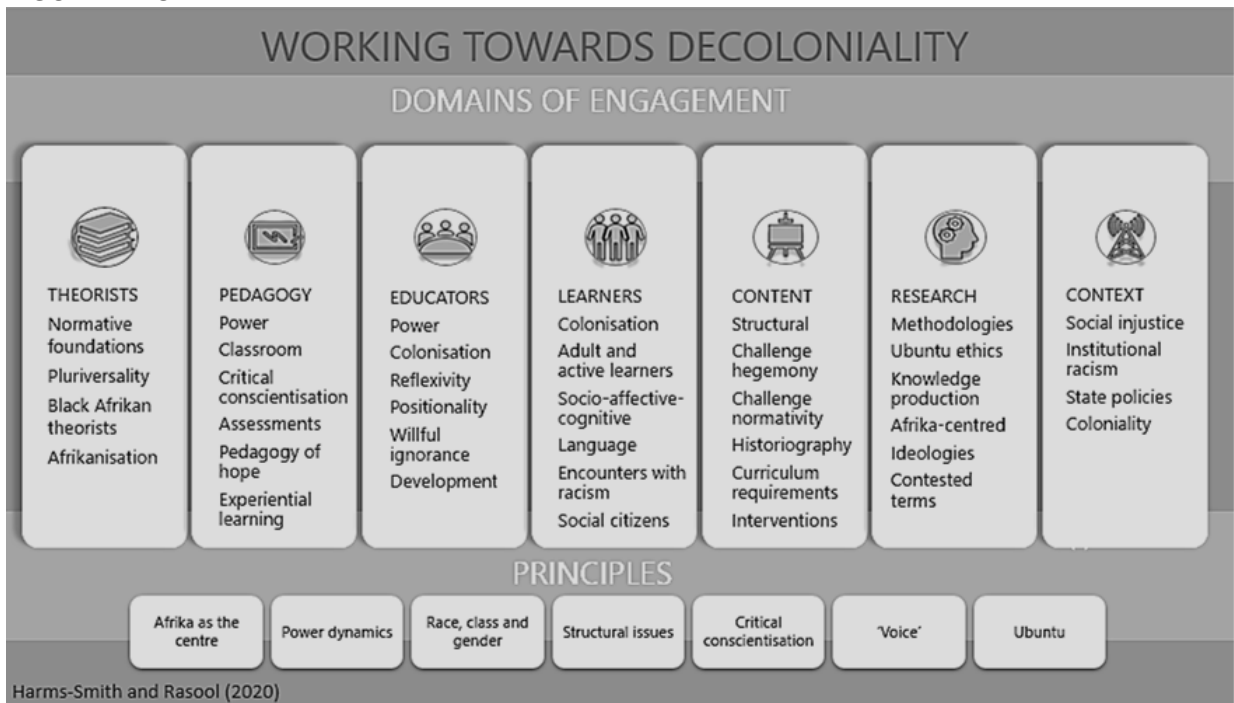 WORKING TOWARDS DECOLONIALITY
DOMAINS OF ENGAGEMENT
THEORISTS
Normative
foundations
Pluriversality
Black Afrikan
theorists
Afrikanisation
PEDAGOGY
Power
Classroom
Critical
conscientisation
Assessments
Pedagogy of
hope
Experiential
learning
EDUCATORS
Power
Colonisation
Reflexivity
Positionality
Willful
ignorance
Development
LEARNERS
Colonisation
Adult and
active learners
Socio-affective-
cognitive
Language
Encounters with
racism
Social citizens
CONTENT
Structural
Challenge
hegemony
Challenge
normativity
Historiography
Curriculum
requirements
Interventions
RESEARCH
Methodologies
Ubuntu ethics
Knowledge
production
Afrika-centred
Ideologies
Contested
terms
CONTEXT
Social injustice
Institutional
racism
State policies
Coloniality
PRINCIPLES
Afrika as the
centre
Power dynamics
Race, class and
gender
Structural issues
Critical
conscientisation
'Voice'
Ubuntu
Harms-Smith and Rasool (2020)